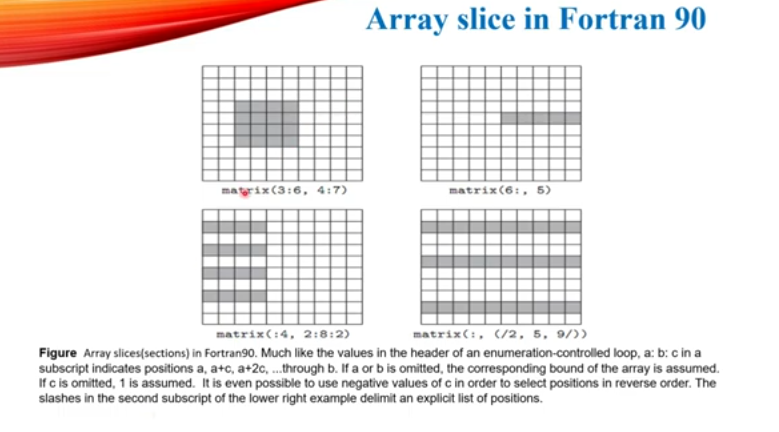 Array slice in Fortran 90
matrix(3:6, 4:7)
matrix(6:, 5)
matrix(:4, 2:8:2)
matrix(:, (/2, 5, 9/))
Figure Array slices(sections) in Fortran90. Much like the values in the header of an enumeration-controlled loop, a: b: c in a
subscript indicates positions a, a+c, a+2c, ...through b. If a or b is omitted, the corresponding bound of the array is assumed.
If c is omitted, 1 is assumed. It is even possible to use negative values of c in order to select positions in reverse order. The
slashes in the second subscript of the lower right example delimit an explicit list of positions.